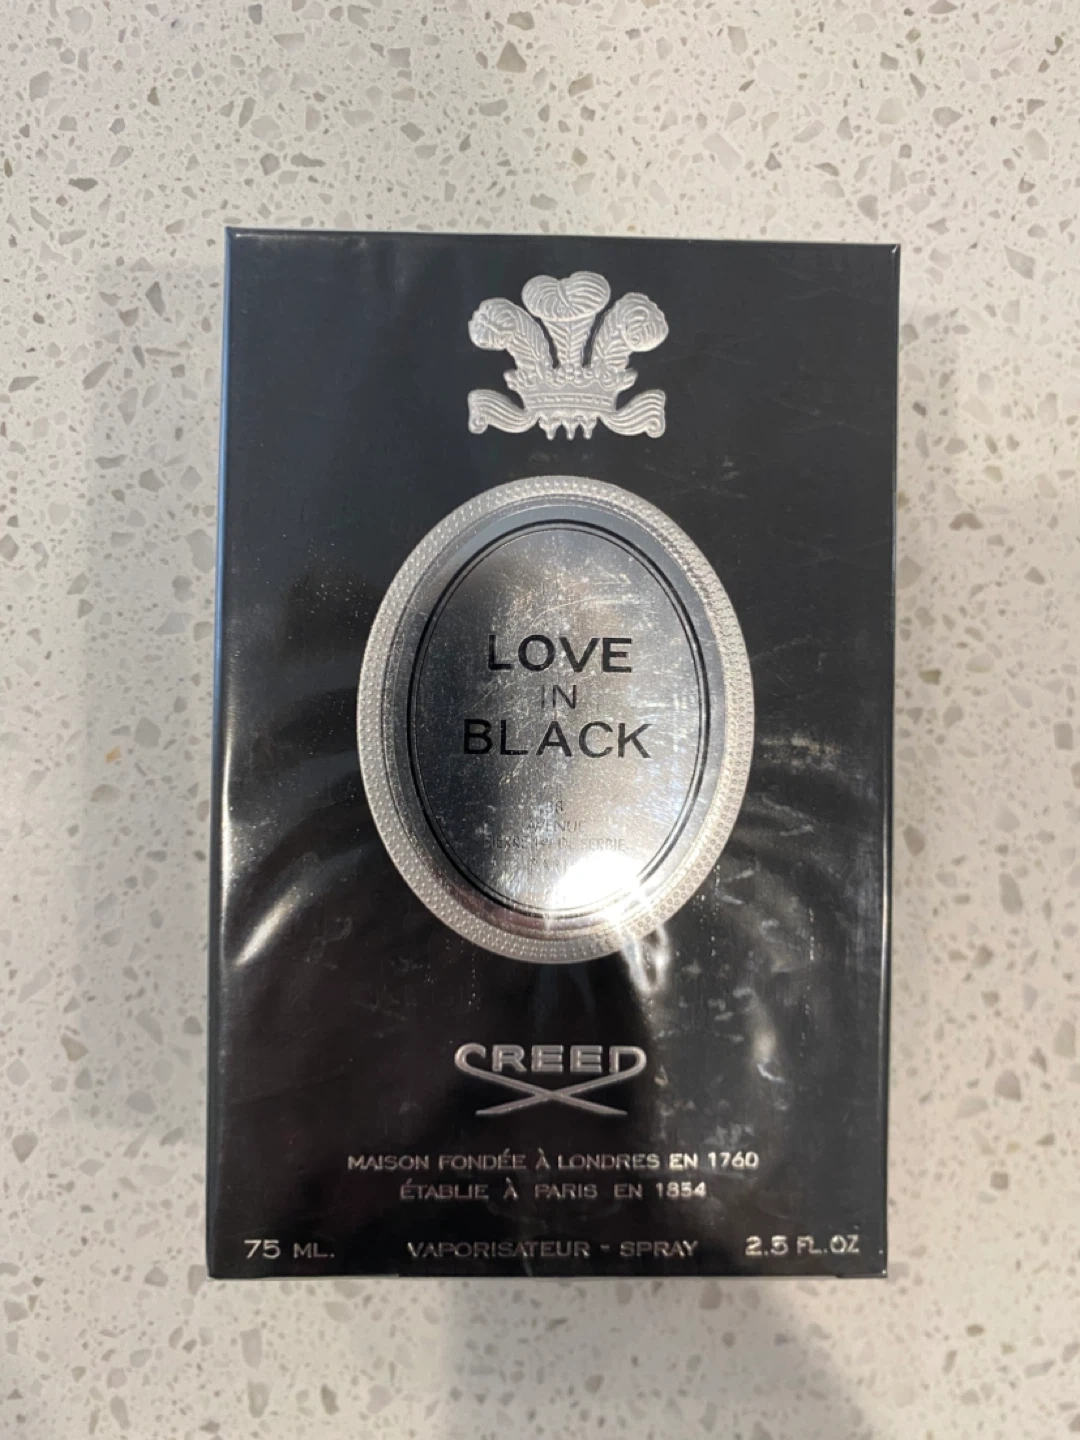 LOVE
IN
BLACK
AVENUE
CREED
MAISON FONDÉE À LONDRES EN 1760
ÉTABLIE À PARIS EN 1854
75 ML. VAPORISATEUR - SPRAY 2.5 FL.OZ